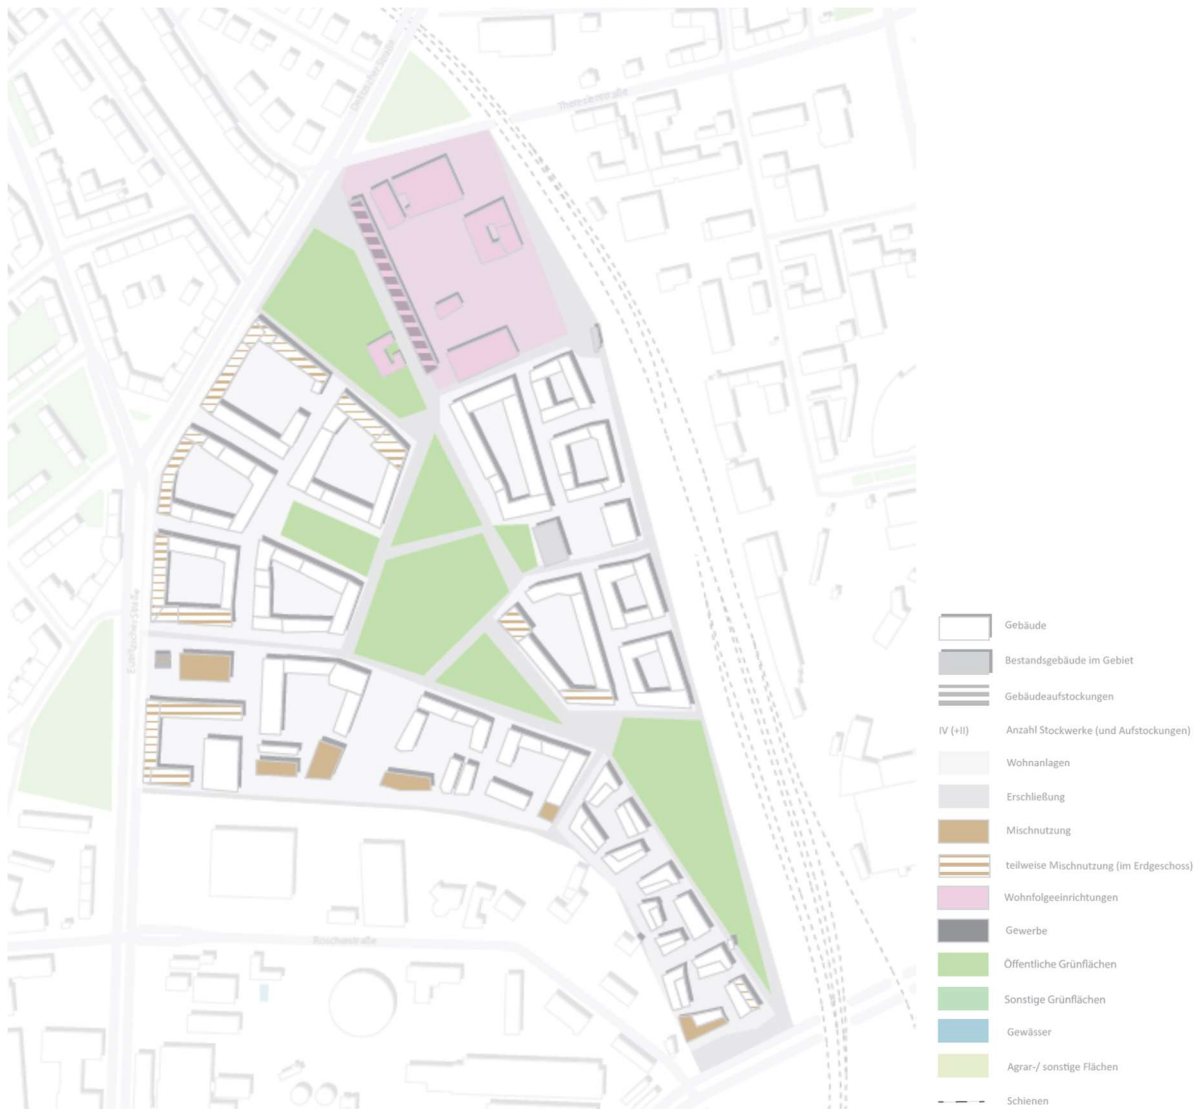 Gebäude
Bestandsgebäude im Gebiet
Gebäudeaufstockungen
IV (+II) Anzahl Stockwerke (und Aufstockungen)
Wohnanlagen
Erschließung
Mischnutzung
teilweise Mischnutzung (im Erdgeschoss)
Wohnfolgeeinrichtungen
Gewerbe
Öffentliche Grünflächen
Sonstige Grünflächen
Gewässer
Agrar-/ sonstige Flächen
Schienen